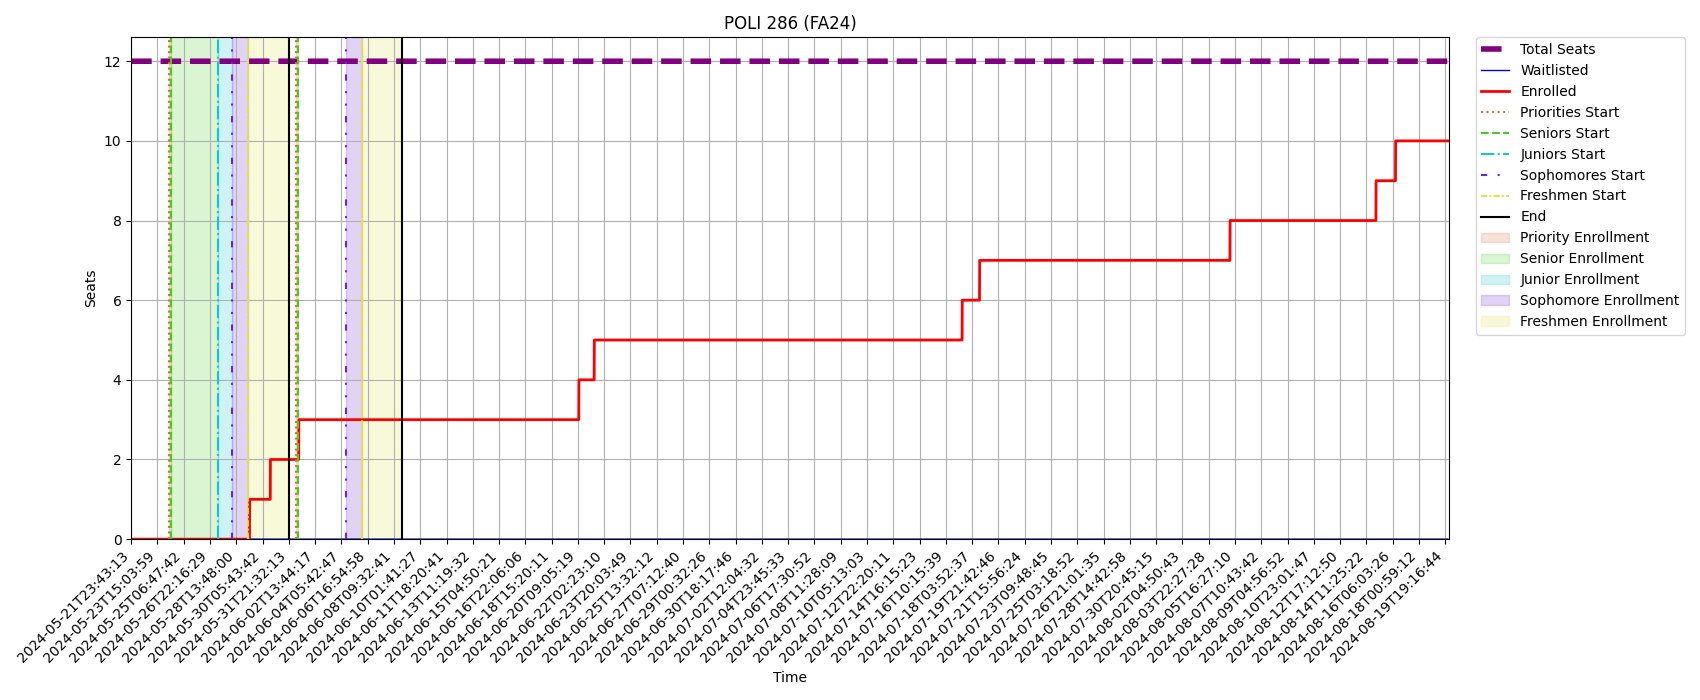 POLI 286 (FA24)
Seats
12
10
8
6
4
2
0
2024-05-21T23:43:13
2024-05-23T15:03:59
2024-05-25T06:47:42
2024-05-26T22:16:29
2024-05-28T13:48:00
2024-05-30T05:43:42
2024-05-31T21:32:13
2024-06-02T13:44:17
2024-06-04T05:42:47
2024-06-06T16:54:58
2024-06-08T09:32:41
2024-06-10T01:41:27
2024-06-11T18:20:41
2024-06-13T11:19:32
2024-06-15T04:50:21
2024-06-16T22:06:06
2024-06-18T15:20:11
2024-06-20T09:05:19
2024-06-22T02:23:10
2024-06-23T20:03:49
2024-06-25T13:32:12
2024-06-27T07:12:40
2024-06-29T00:32:26
2024-06-30T18:17:46
2024-07-02T12:04:32
2024-07-04T23:45:33
2024-07-06T17:30:52
2024-07-08T11:28:09
2024-07-10T05:13:03
2024-07-12T22:20:11
2024-07-14T16:15:23
2024-07-16T10:15:39
2024-07-18T03:52:37
2024-07-19T21:42:46
2024-07-21T15:56:24
2024-07-23T09:48:45
2024-07-25T03:18:52
2024-07-26T21:01:35
2024-07-28T14:42:58
2024-07-30T20:45:15
2024-08-02T04:50:43
2024-08-03T22:27:28
2024-08-05T16:27:10
2024-08-07T10:43:42
2024-08-09T04:56:52
2024-08-10T23:01:47
2024-08-12T17:12:50
2024-08-14T11:25:22
2024-08-16T06:03:26
2024-08-18T00:59:12
2024-08-19T19:16:44
Time
Total Seats
Waitlisted
Enrolled
Priorities Start
Seniors Start
Juniors Start
Sophomores Start
Freshmen Start
End
Priority Enrollment
Senior Enrollment
Junior Enrollment
Sophomore Enrollment
Freshmen Enrollment